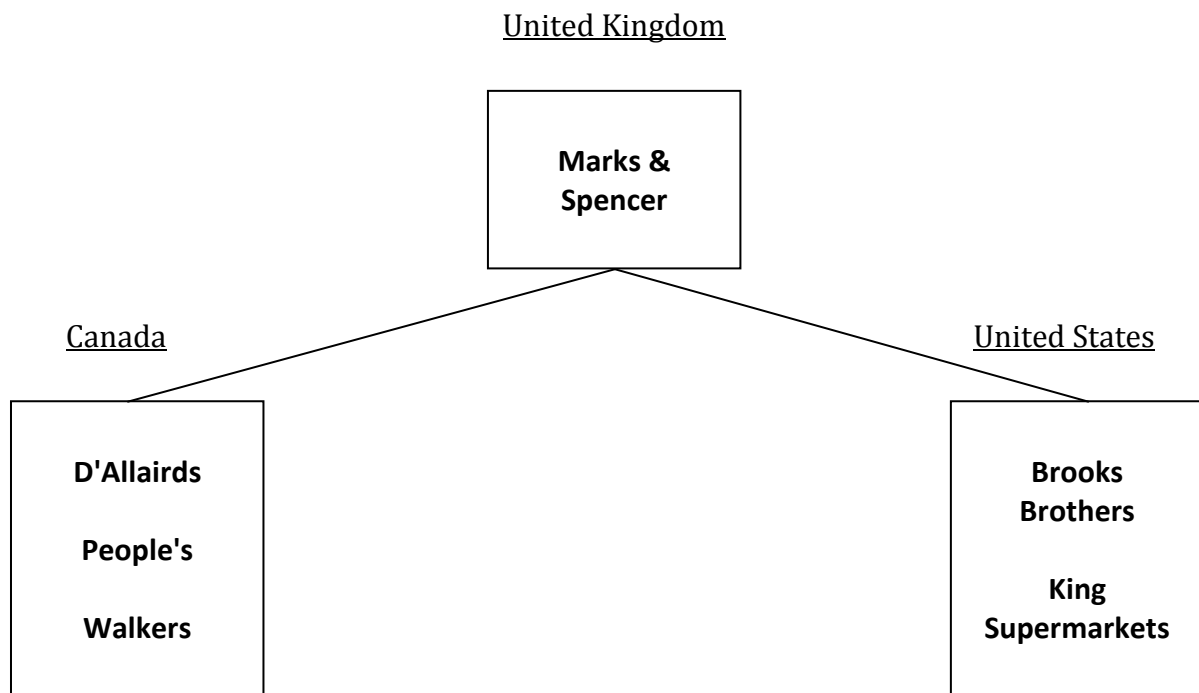 United Kingdom
Marks &
Spencer
Canada
United States
D'Allairds
People's
Walkers
Brooks
Brothers
King
Supermarkets